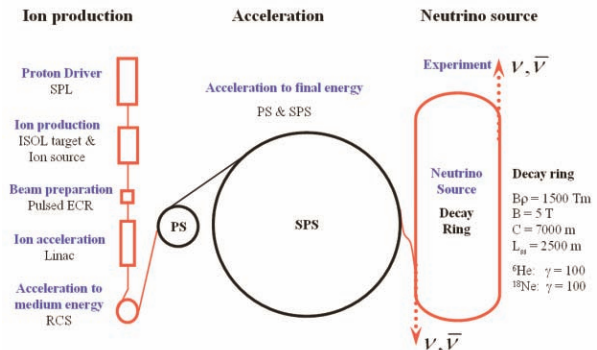 Ion production
Acceleration
Neutrino source
Proton Driver
SPL
Ion production
ISOL target &
Ion source
Beam preparation
Pulsed ECR
Ion acceleration
Linac
Acceleration to
medium energy
RCS
Acceleration to final energy
PS & SPS
PS
SPS
Experiment
ν, ν̅
Neutrino
Source
Decay
Ring
ν, ν̅
Decay ring
Bρ = 1500 Tm
B = 5 T
C = 7000 m
Lss = 2500 m
⁶He: γ = 100
¹⁸Ne: γ = 100